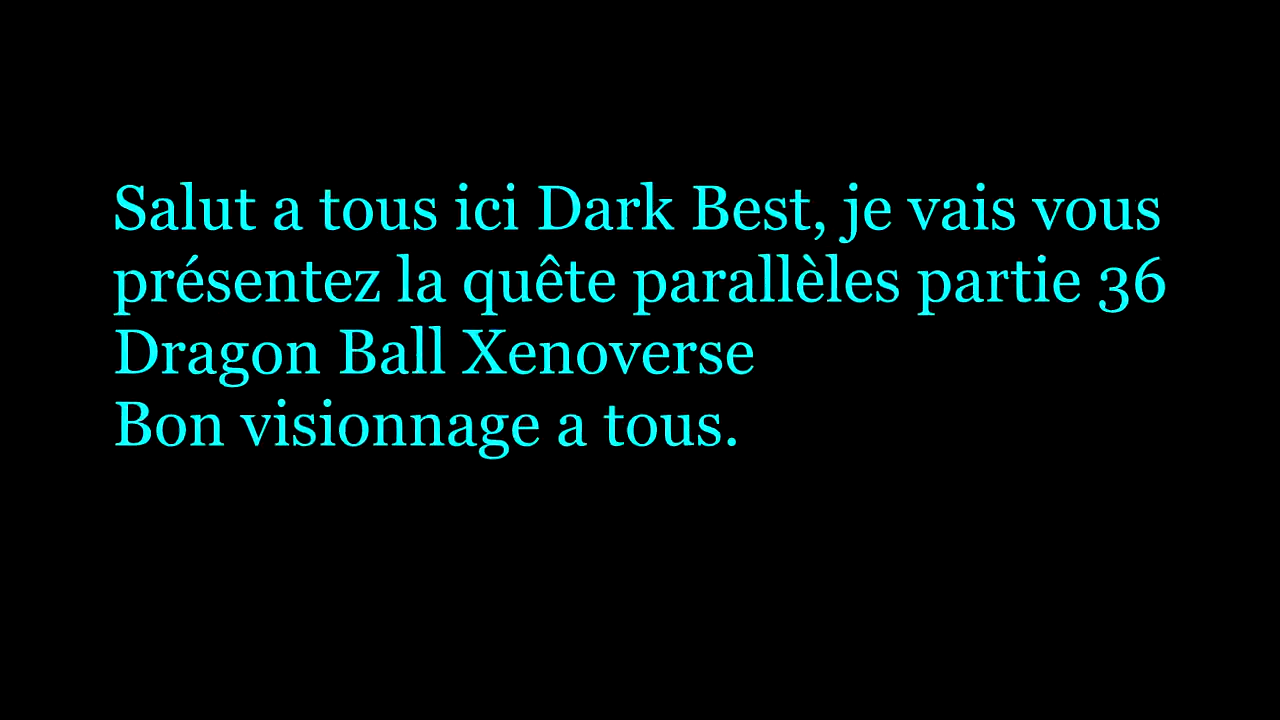 Salut a tous ici Dark Best, je vais vous
présentez la quête parallèles partie 36
Dragon Ball Xenoverse
Bon visionnage a tous.